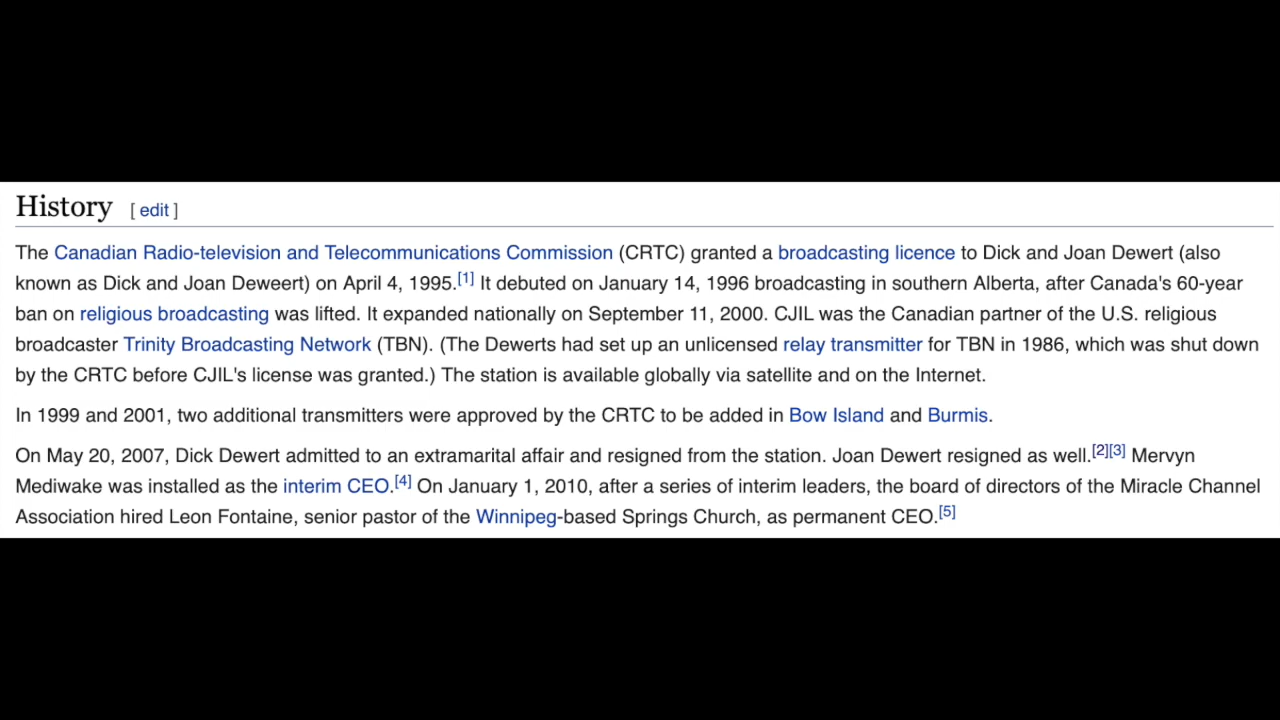 History [ edit ]
The Canadian Radio-television and Telecommunications Commission (CRTC) granted a broadcasting licence to Dick and Joan Dewert (also
known as Dick and Joan Deweert) on April 4, 1995.[1] It debuted on January 14, 1996 broadcasting in southern Alberta, after Canada's 60-year
ban on religious broadcasting was lifted. It expanded nationally on September 11, 2000. CJIL was the Canadian partner of the U.S. religious
broadcaster Trinity Broadcasting Network (TBN). (The Dewerts had set up an unlicensed relay transmitter for TBN in 1986, which was shut down
by the CRTC before CJIL's license was granted.) The station is available globally via satellite and on the Internet.
In 1999 and 2001, two additional transmitters were approved by the CRTC to be added in Bow Island and Burmis.
On May 20, 2007, Dick Dewert admitted to an extramarital affair and resigned from the station. Joan Dewert resigned as well.[2][3] Mervyn
Mediwake was installed as the interim CEO.[4] On January 1, 2010, after a series of interim leaders, the board of directors of the Miracle Channel
Association hired Leon Fontaine, senior pastor of the Winnipeg-based Springs Church, as permanent CEO.[5]